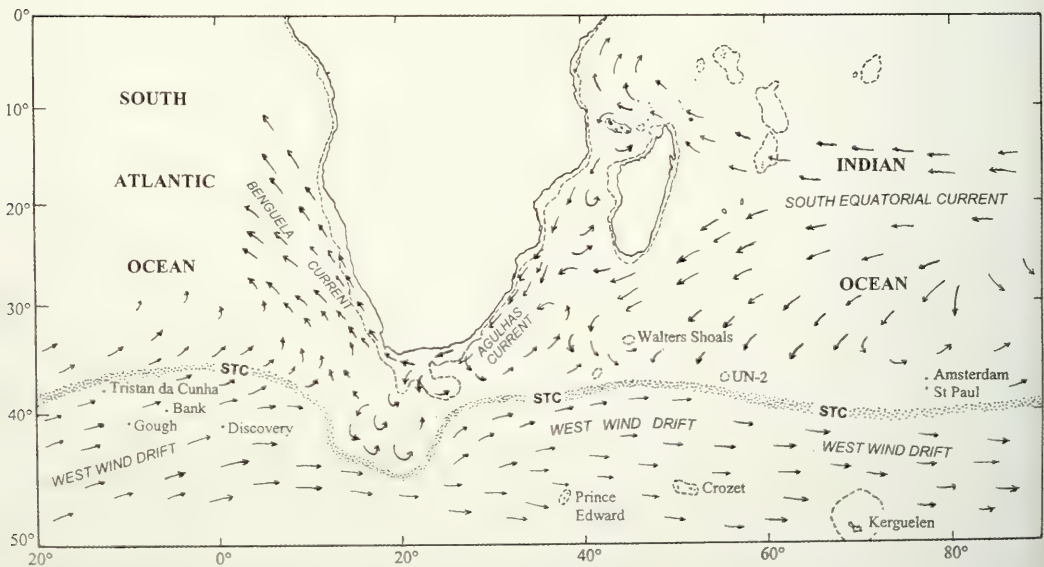 0°
10°
20°
30°
40°
50°
20°
0°
20°
40°
60°
80°
SOUTH
ATLANTIC
OCEAN
BENGUELA
CURRENT
AGULHAS
CURRENT
INDIAN
SOUTH EQUATORIAL CURRENT
OCEAN
Walters Shoals
UN-2
Amsterdam
St Paul
STC
STC
STC
Tristan da Cunha
Bank
Gough
Discovery
WEST WIND DRIFT
WEST WIND DRIFT
WEST WIND DRIFT
Prince
Edward
Crozet
Kerguelen